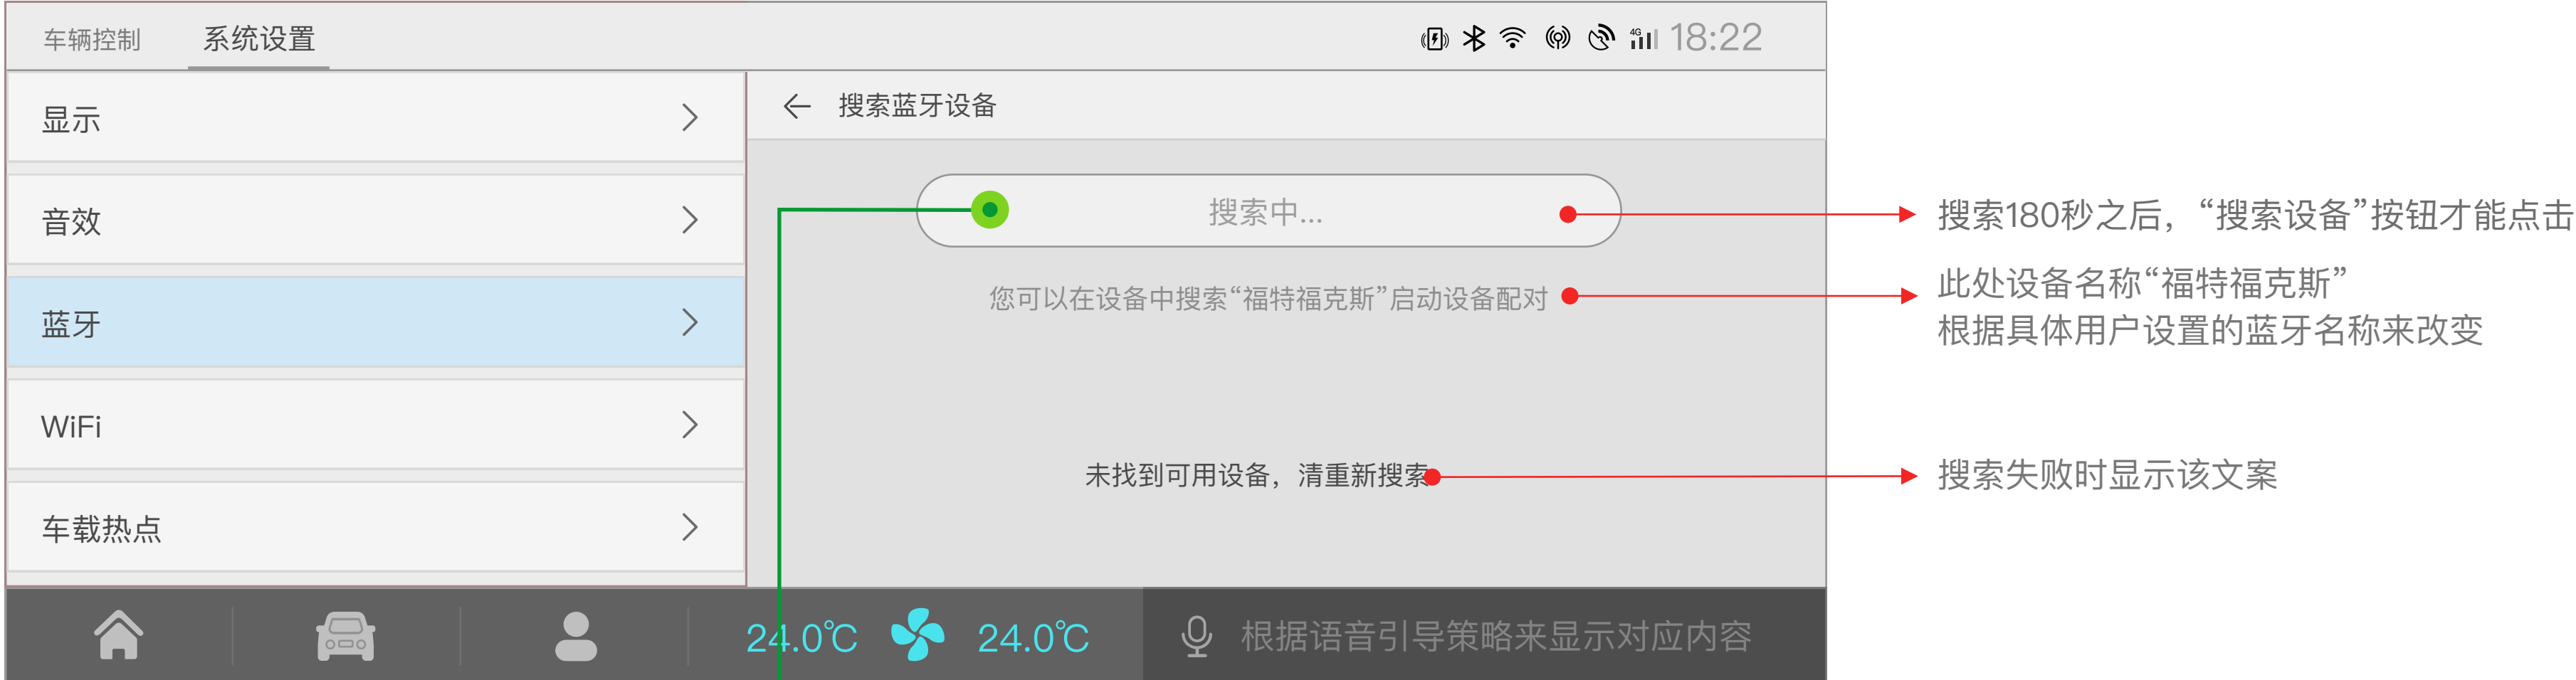 车辆控制
系统设置
4G
18:22
显示
音效
蓝牙
WiFi
车载热点
搜索蓝牙设备
搜索中...
您可以在设备中搜索“福特福克斯”启动设备配对
未找到可用设备，清重新搜索
24.0℃
24.0℃
根据语音引导策略来显示对应内容
搜索180秒之后，“搜索设备”按钮才能点击
此处设备名称“福特福克斯”
根据具体用户设置的蓝牙名称来改变
搜索失败时显示该文案